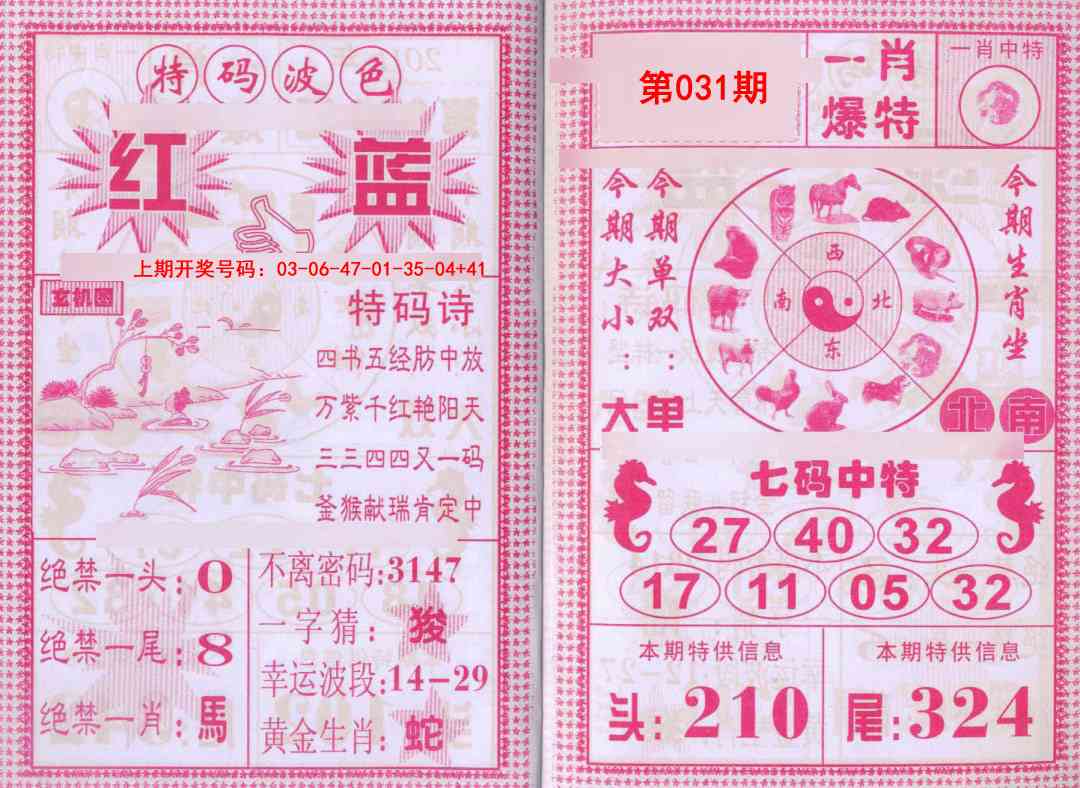 特码波色
红 蓝
上期开奖号码：03-06-47-01-35-04+41
玄机图
特码诗
四书五经肪中放
万紫千红艳阳天
三三四四又一码
釜猴献瑞肯定中
绝禁一头：0
绝禁一尾：8
绝禁一肖：馬
不离密码：3147
一字猜：狻
幸运波段：14-29
黄金生肖：蛇
第031期
一肖
爆特
一肖中特
今期大小：大
今期单双：单
西
南 北
东
今期生肖坐
北 南
七码中特
27 40 32
17 11 05 32
本期特供信息
头：210
本期特供信息
尾：324